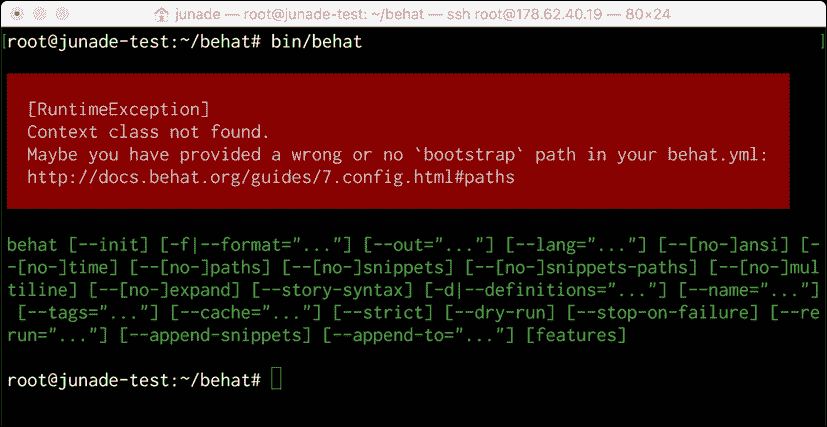 junade — root@junade-test: ~/behat — ssh root@178.62.40.19 — 80×24
[root@junade-test:~/behat# bin/behat ]
[RuntimeException]
Context class not found.
Maybe you have provided a wrong or no `bootstrap` path in your behat.yml:
http://docs.behat.org/guides/7.config.html#paths
behat [--init] [-f|--format="..."] [--out="..."] [--lang="..."] [--[no-]ansi] [-
-[no-]time] [--[no-]paths] [--[no-]snippets] [--[no-]snippets-paths] [--[no-]mul
tiline] [--[no-]expand] [--story-syntax] [-d|--definitions="..."] [--name="..."]
[--tags="..."] [--cache="..."] [--strict] [--dry-run] [--stop-on-failure] [--re
run="..."] [--append-snippets] [--append-to="..."] [features]
root@junade-test:~/behat#